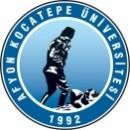 AFYON KOCATEPE ÜNİVERSİTESİ
1992